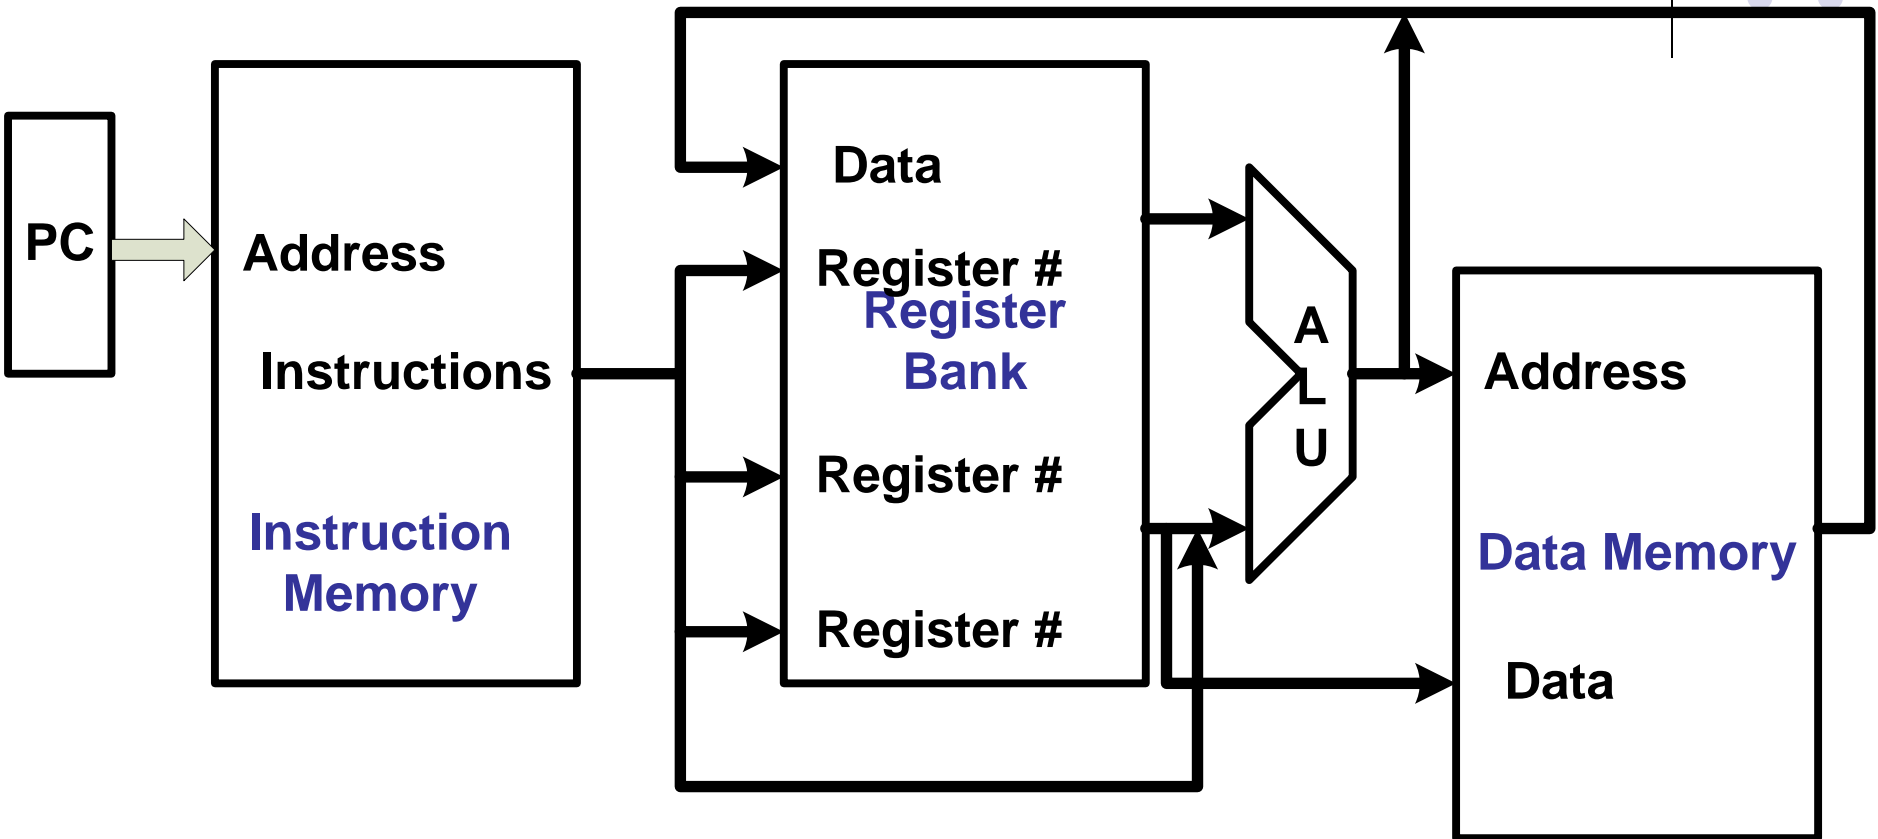 PC
Address
Instructions
Instruction
Memory
Data
Register #
Register
Bank
Register #
Register #
A
L
U
Address
Data Memory
Data